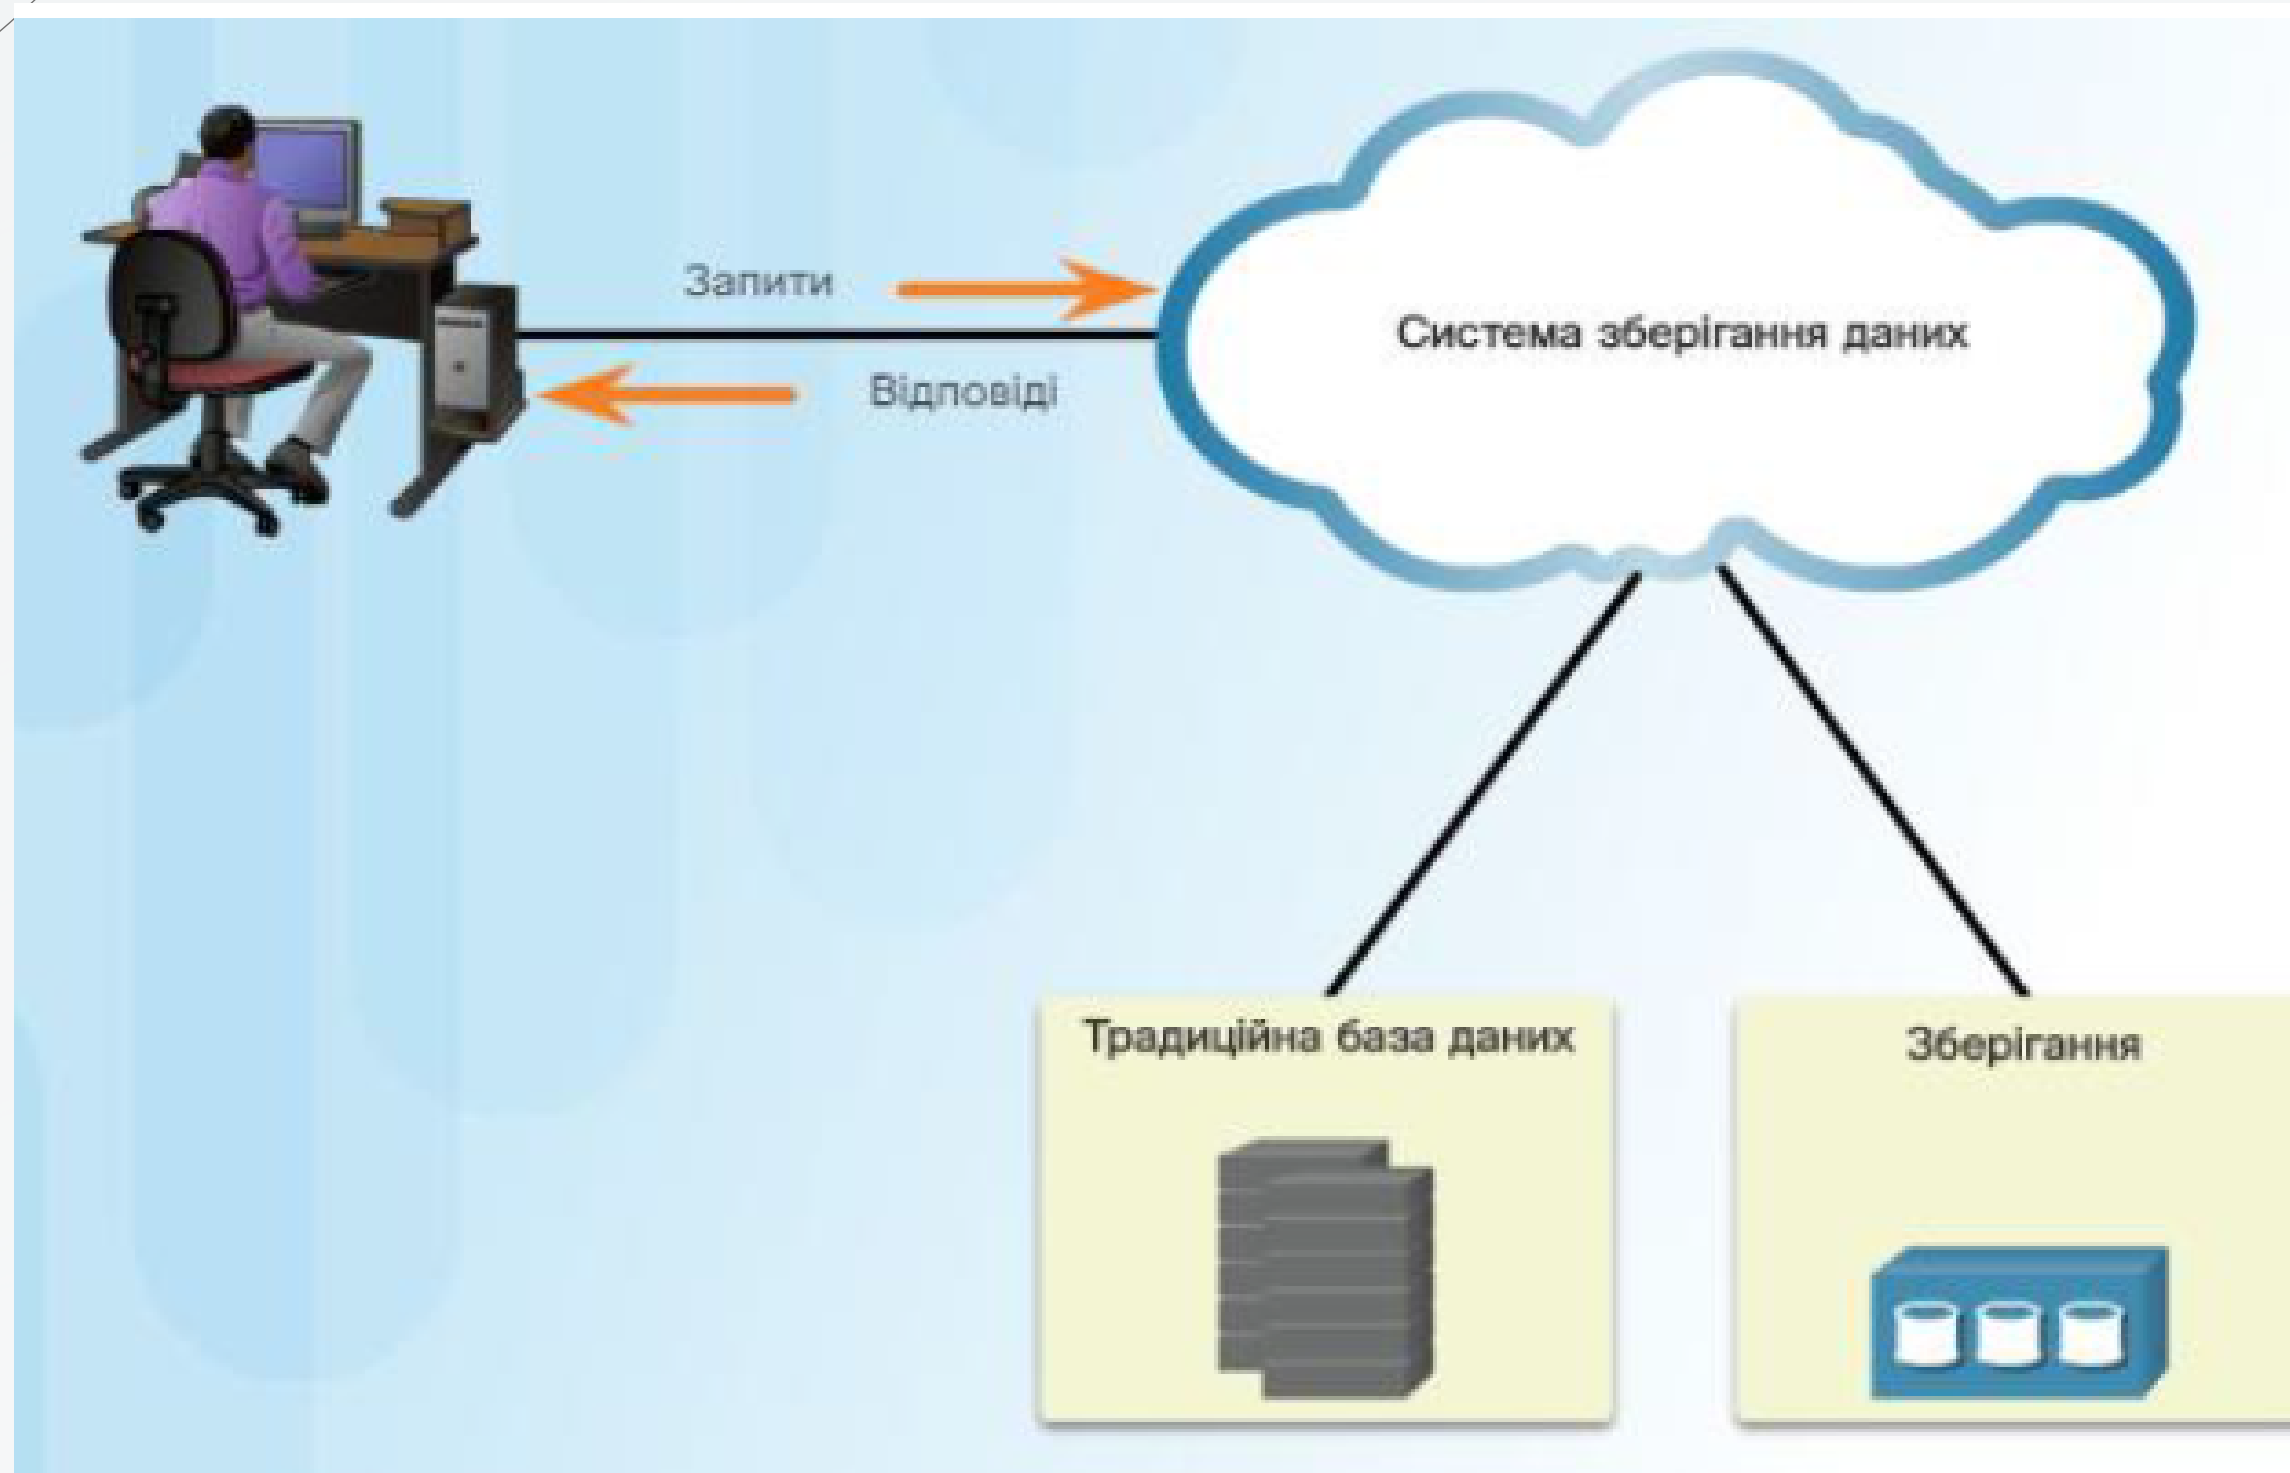 Запити
Система зберігання даних
Відповіді
Традиційна база даних
Зберігання